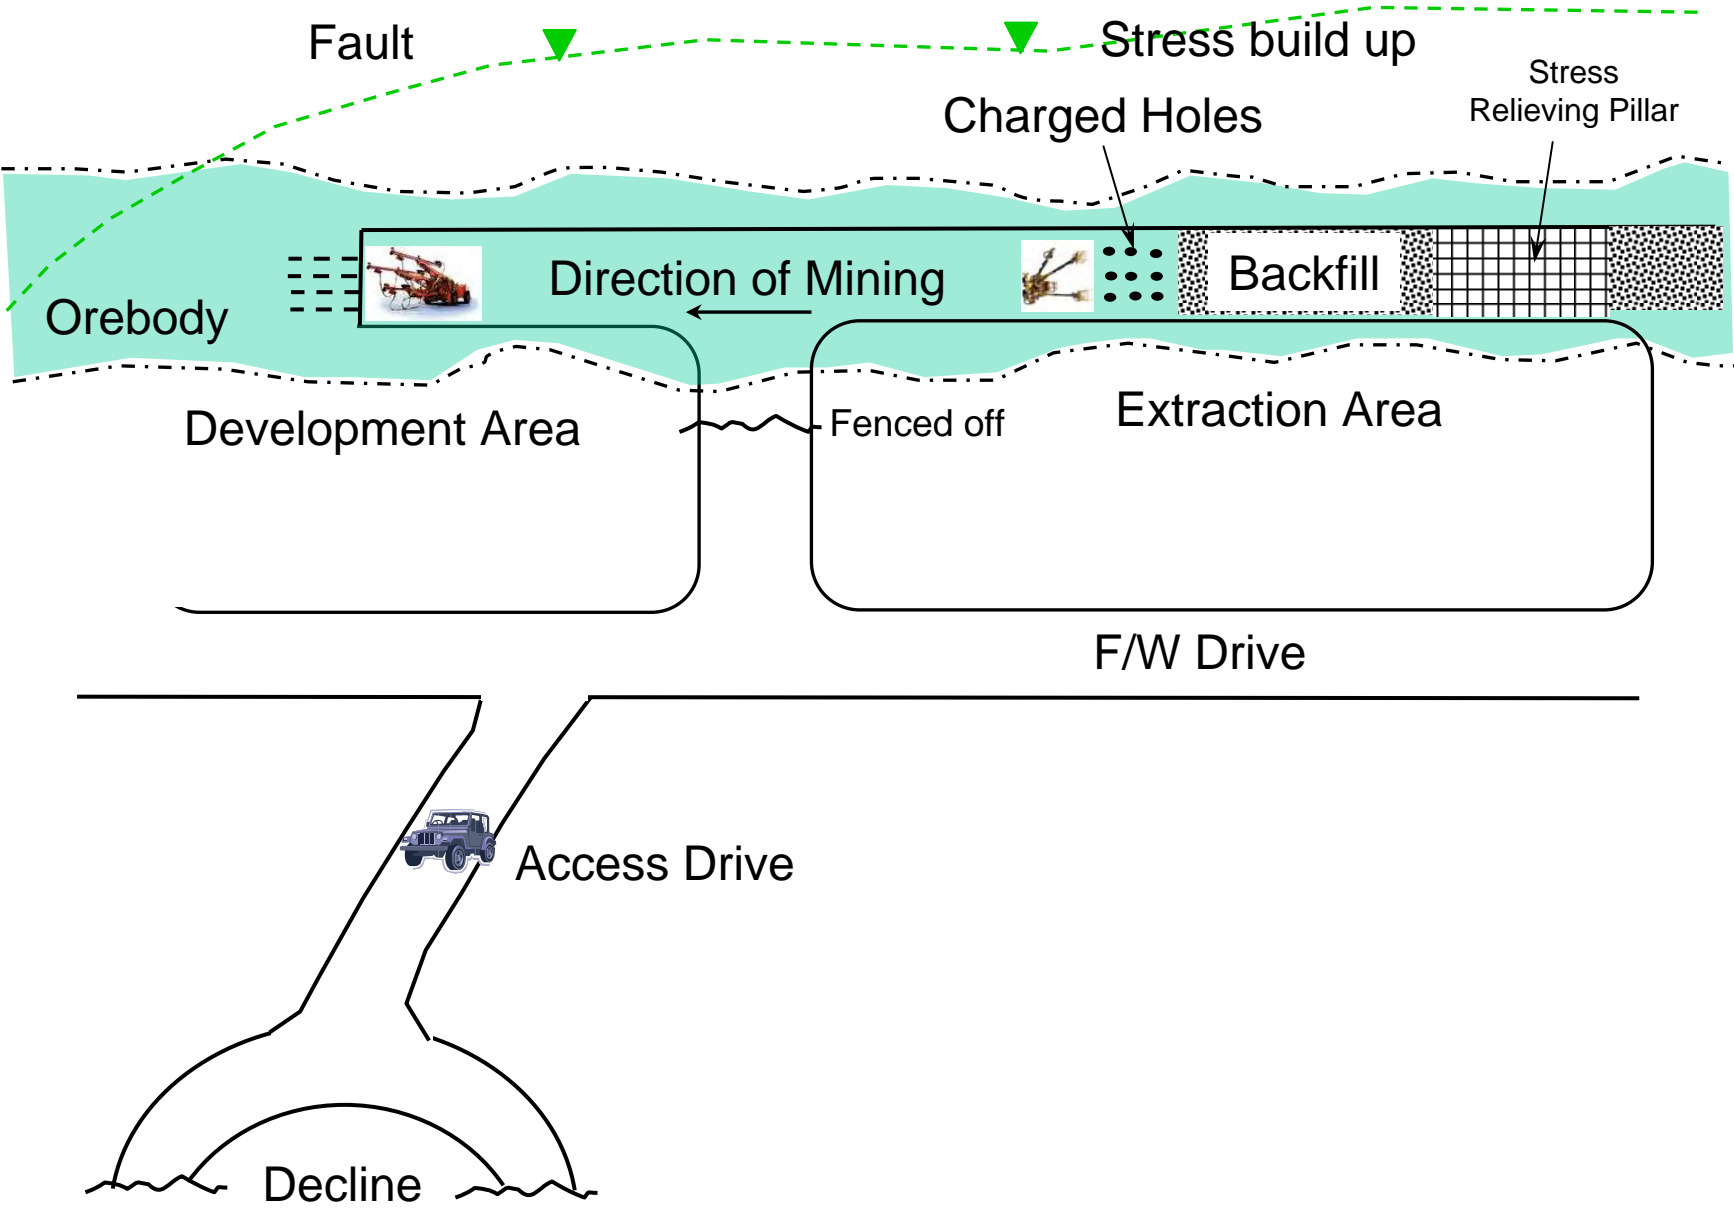 Fault
Stress build up
Stress
Relieving Pillar
Charged Holes
Direction of Mining
Backfill
Orebody
Development Area
Fenced off
Extraction Area
F/W Drive
Access Drive
Decline